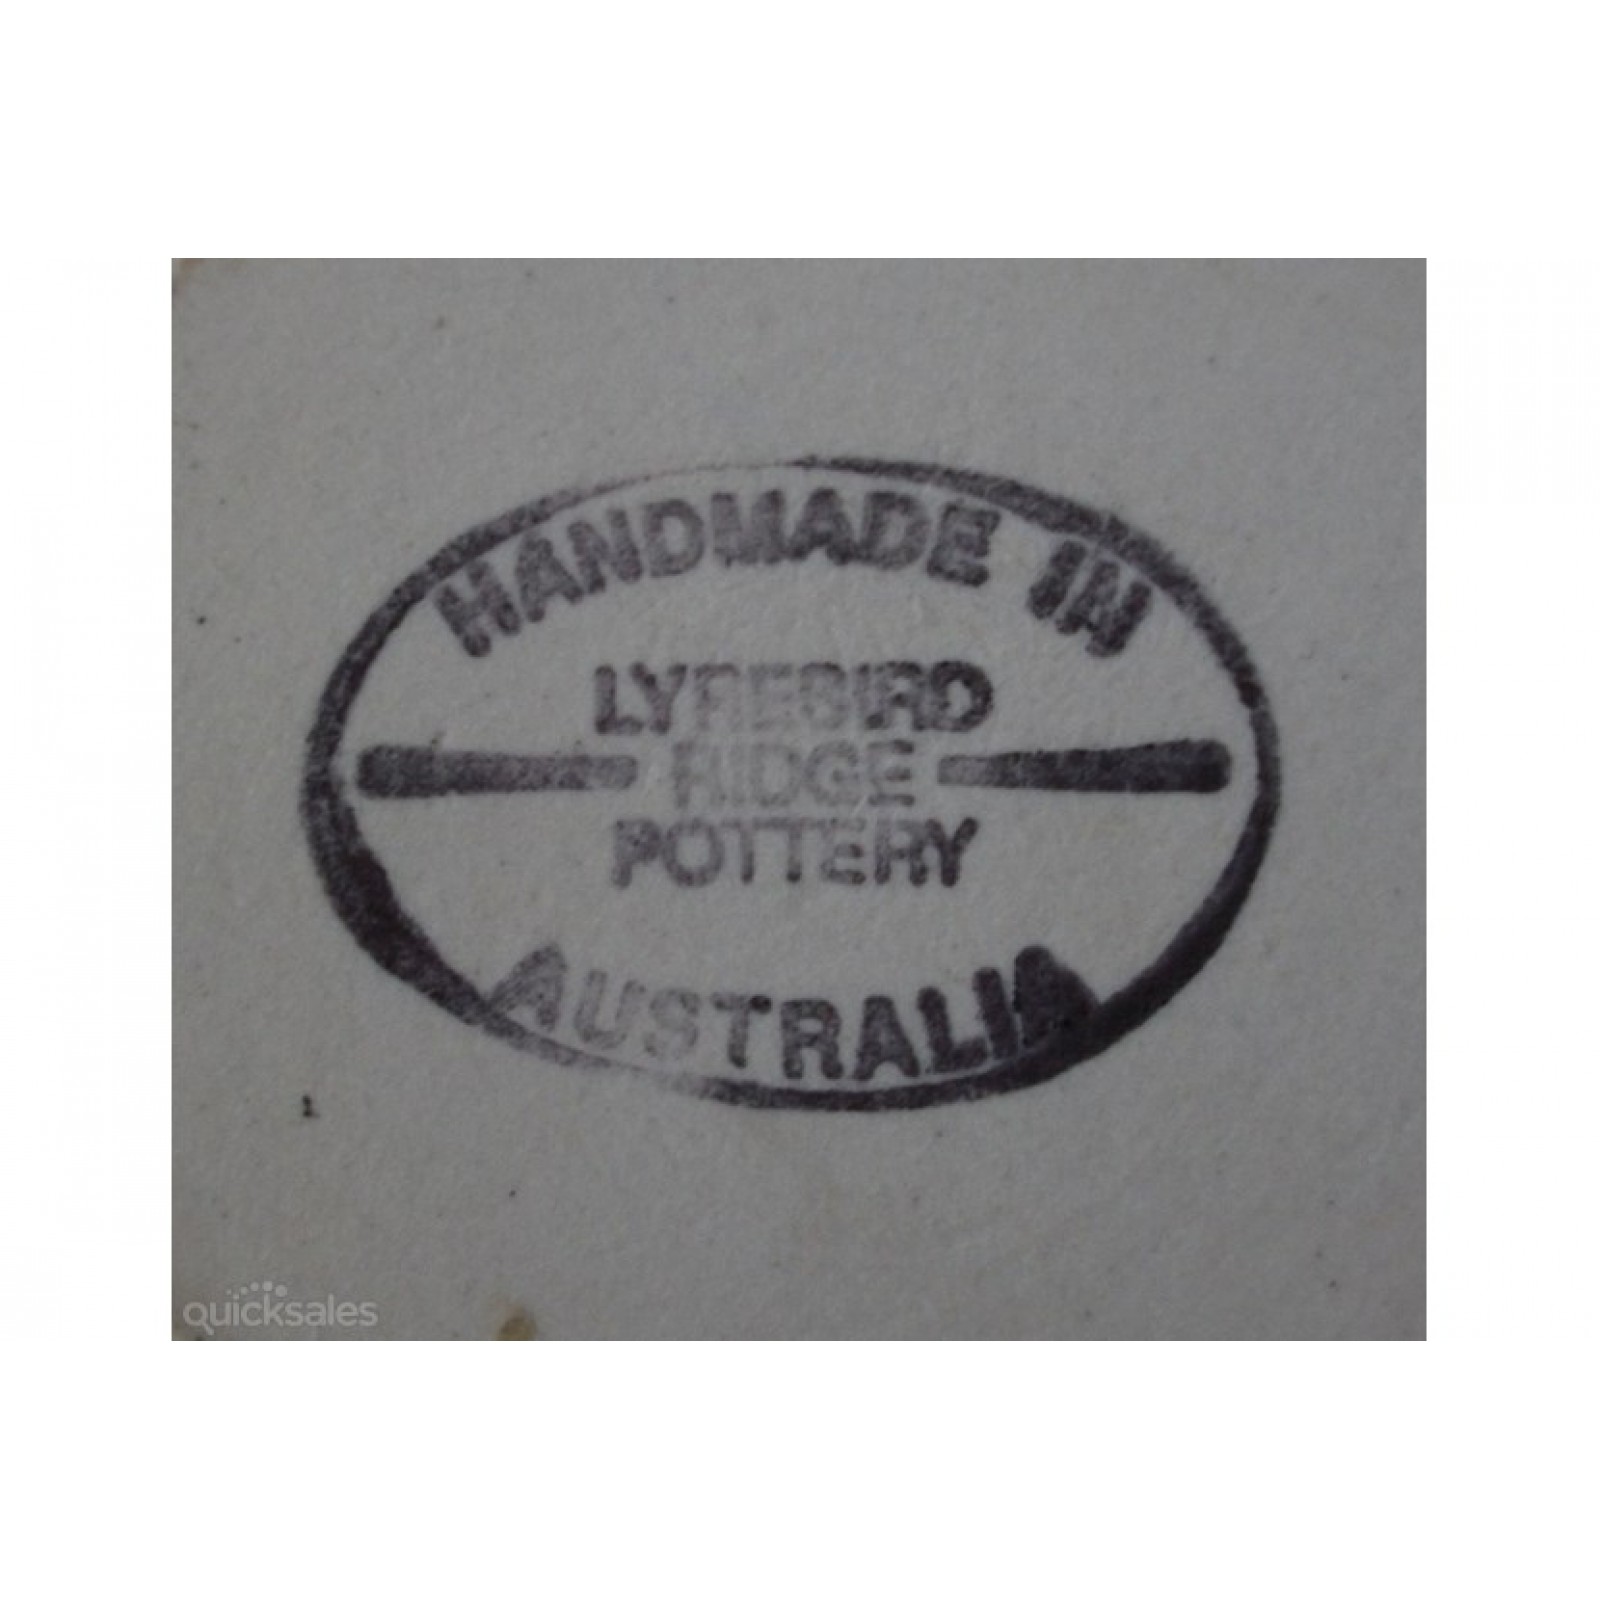 HANDMADE IN
LYREBIRD
RIDGE
POTTERY
AUSTRALIA
quicksales